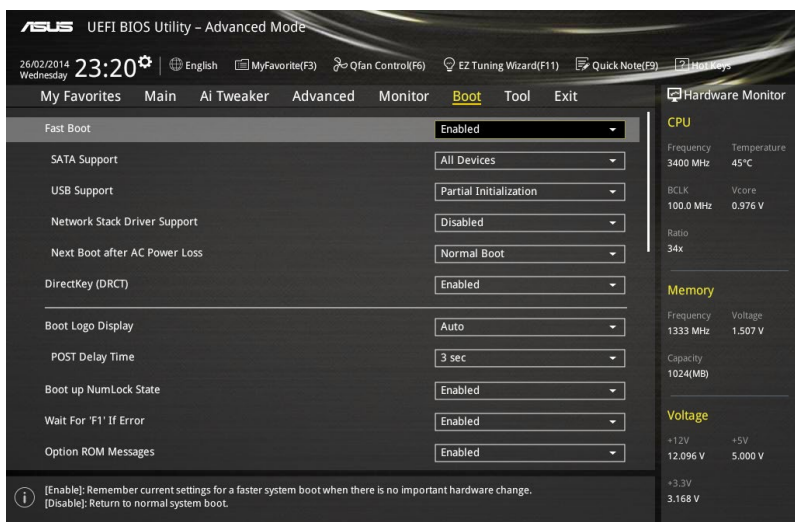 ASUS UEFI BIOS Utility – Advanced Mode
26/02/2014
Wednesday 23:20 English MyFavorite(F3) Qfan Control(F6) EZ Tuning Wizard(F11) Quick Note(F9) ? Hot Keys
My Favorites Main Ai Tweaker Advanced Monitor Boot Tool Exit
Fast Boot Enabled
SATA Support All Devices
USB Support Partial Initialization
Network Stack Driver Support Disabled
Next Boot after AC Power Loss Normal Boot
DirectKey (DRCT) Enabled
Boot Logo Display Auto
POST Delay Time 3 sec
Boot up NumLock State Enabled
Wait For 'F1' If Error Enabled
Option ROM Messages Enabled
[Enable]: Remember current settings for a faster system boot when there is no important hardware change.
[Disable]: Return to normal system boot.
Hardware Monitor
CPU
Frequency Temperature
3400 MHz 45°C
BCLK Vcore
100.0 MHz 0.976 V
Ratio
34x
Memory
Frequency Voltage
1333 MHz 1.507 V
Capacity
1024(MB)
Voltage
+12V +5V
12.096 V 5.000 V
+3.3V
3.168 V